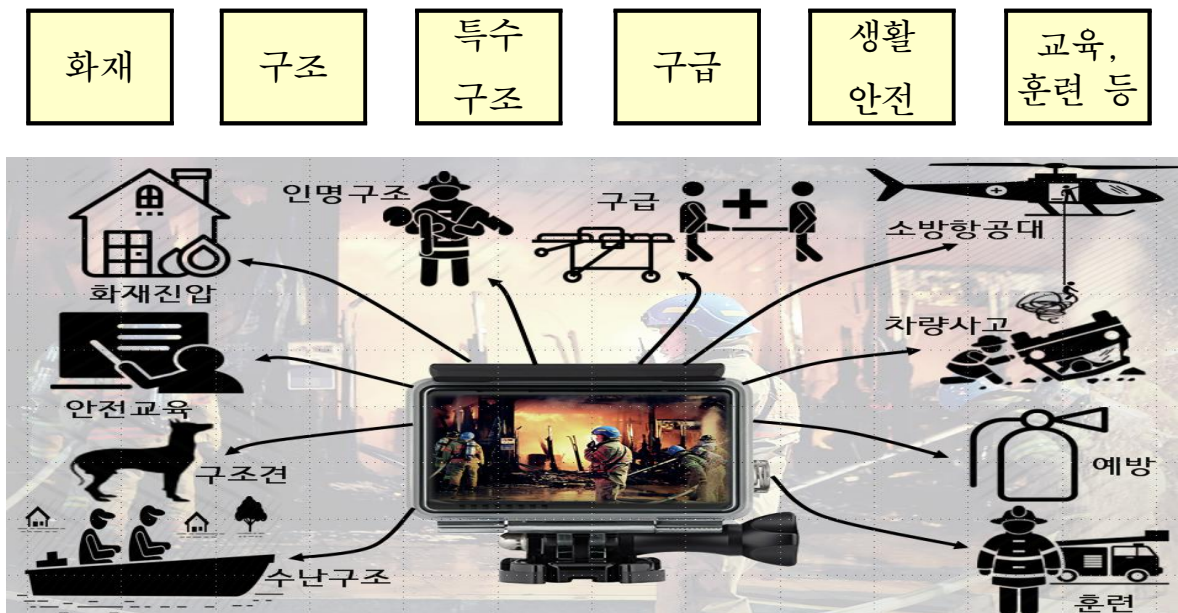 화재
구조
특수
구조
구급
생활
안전
교육,
훈련 등
인명구조
구급
소방항공대
화재진압
차량사고
안전교육
구조견
예방
수난구조
훈련